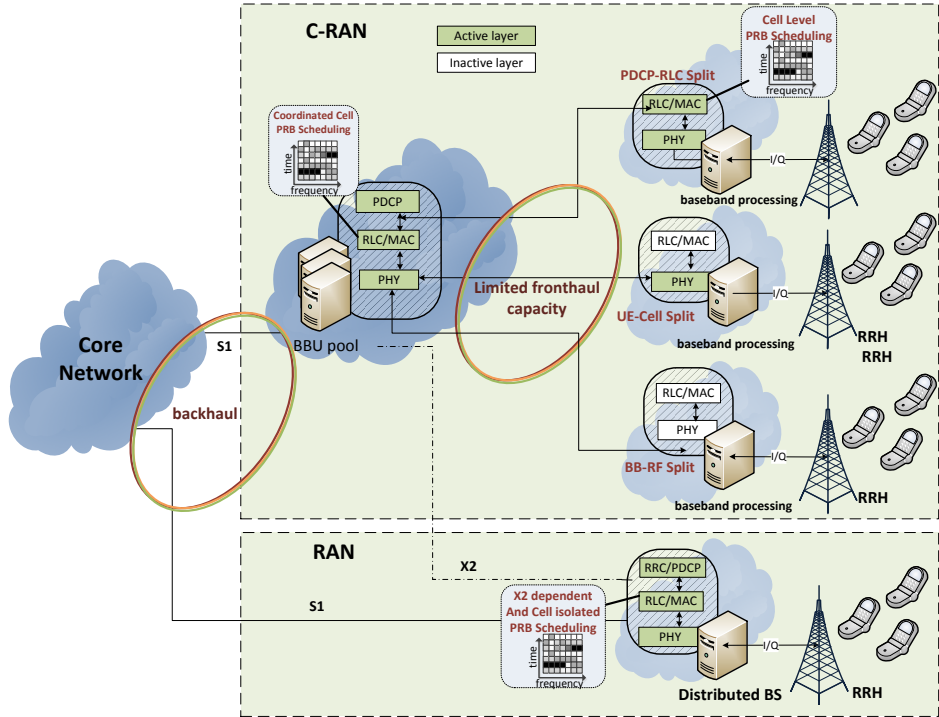 C-RAN
Active layer
Inactive layer
Cell Level
PRB Scheduling
time
frequency
PDCP-RLC Split
RLC/MAC
PHY
I/Q
baseband processing
Coordinated Cell
PRB Scheduling
time
frequency
PDCP
RLC/MAC
PHY
BBU pool
Limited fronthaul
capacity
RLC/MAC
PHY
UE-Cell Split
I/Q
baseband processing
RRH
RRH
Core
Network
S1
backhaul
RLC/MAC
PHY
BB-RF Split
I/Q
baseband processing
RRH
RAN
X2
S1
X2 dependent
And Cell isolated
PRB Scheduling
time
frequency
RRC/PDCP
RLC/MAC
PHY
I/Q
Distributed BS
RRH